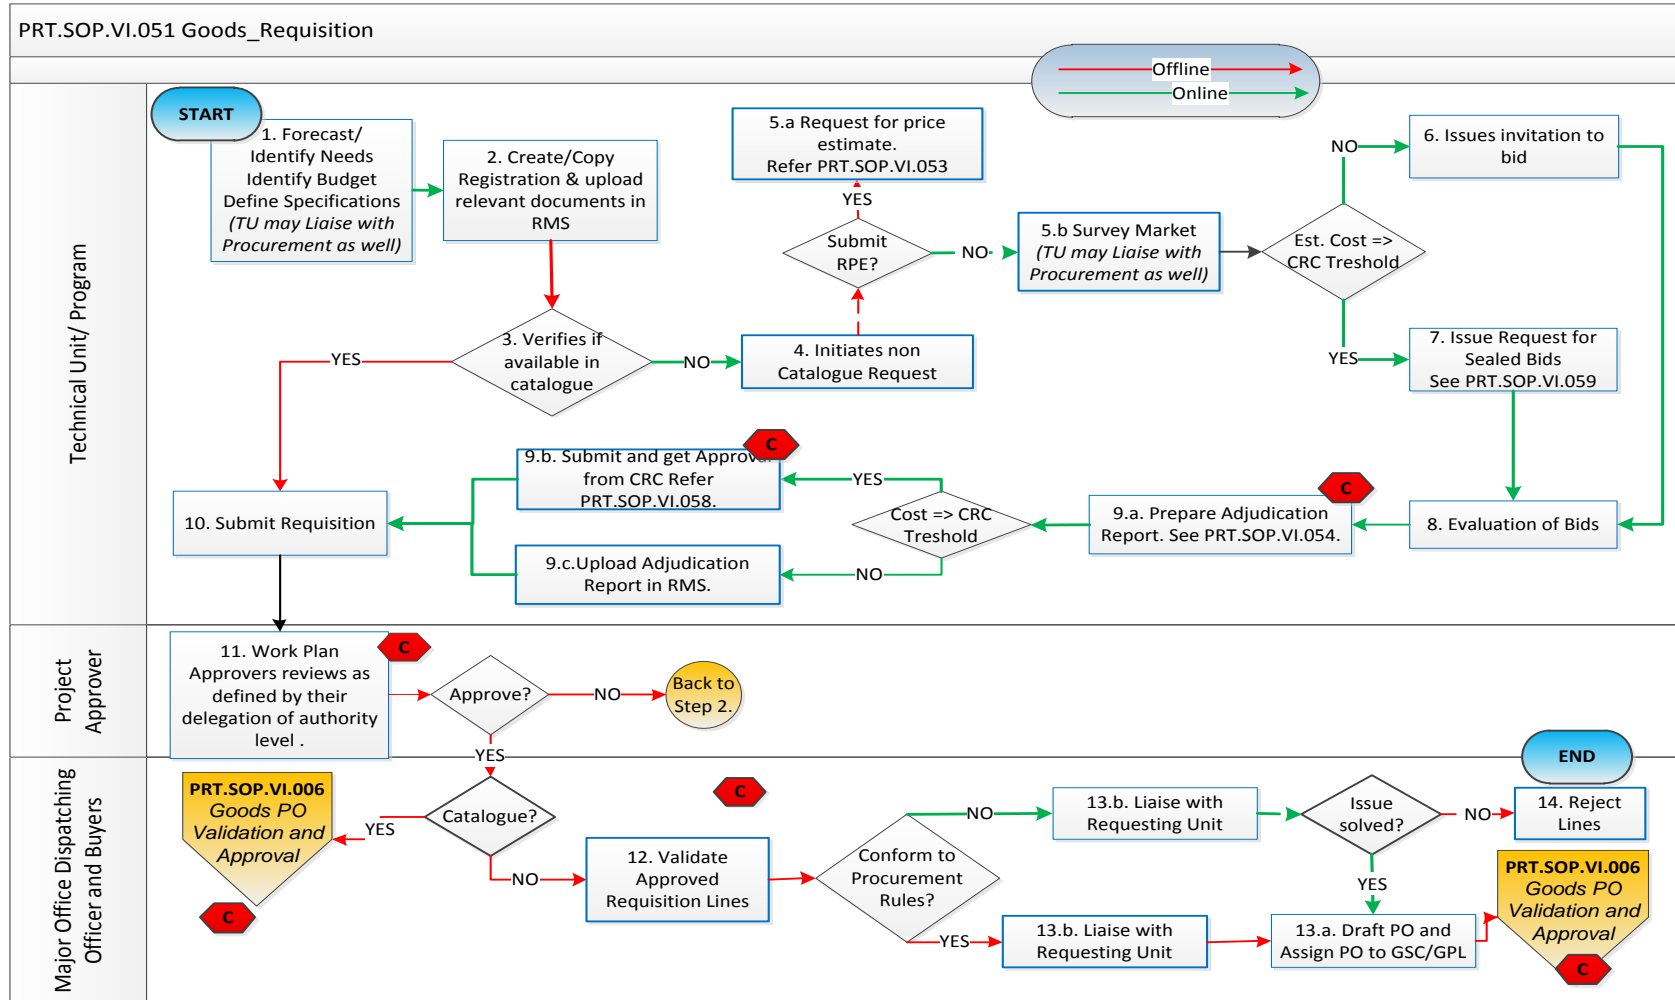 PRT.SOP.VI.051 Goods_Requisition
Offline
Online
Technical Unit/ Program
START
1. Forecast/
Identify Needs
Identify Budget
Define Specifications
(TU may Liaise with
Procurement as well)
2. Create/Copy
Registration & upload
relevant documents in
RMS
3. Verifies if
available in
catalogue
YES
NO
4. Initiates non
Catalogue Request
Submit
RPE?
YES
5.a Request for price
estimate.
Refer PRT.SOP.VI.053
NO
5.b Survey Market
(TU may Liaise with
Procurement as well)
Est. Cost =>
CRC Treshold
NO
6. Issues invitation to
bid
YES
7. Issue Request for
Sealed Bids
See PRT.SOP.VI.059
8. Evaluation of Bids
C
9.a. Prepare Adjudication
Report. See PRT.SOP.VI.054.
Cost => CRC
Treshold
YES
C
9.b. Submit and get Approval
from CRC Refer
PRT.SOP.VI.058.
NO
9.c.Upload Adjudication
Report in RMS.
10. Submit Requisition
Project
Approver
11. Work Plan
Approvers reviews as
defined by their
delegation of authority
level .
C
Approve?
NO
Back to
Step 2.
YES
Major Office Dispatching
Officer and Buyers
Catalogue?
YES
PRT.SOP.VI.006
Goods PO
Validation and
Approval
C
NO
12. Validate
Approved
Requisition Lines
C
Conform to
Procurement
Rules?
NO
13.b. Liaise with
Requesting Unit
Issue
solved?
NO
14. Reject
Lines
END
YES
YES
13.b. Liaise with
Requesting Unit
13.a. Draft PO and
Assign PO to GSC/GPL
PRT.SOP.VI.006
Goods PO
Validation and
Approval
C